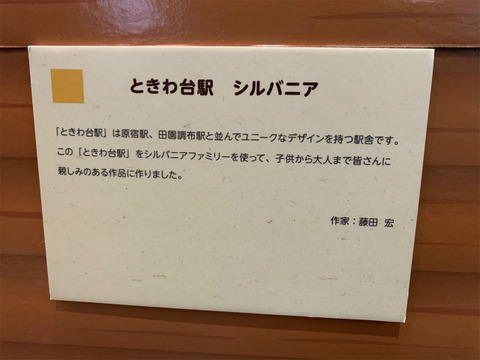 ときわ台駅　シルバニア
「ときわ台駅」は原宿駅、田園調布駅と並んでユニークなデザインを持つ駅舎です。
この「ときわ台駅」をシルバニアファミリーを使って、子供から大人まで皆さんに
親しみのある作品に作りました。
作家：藤田　宏